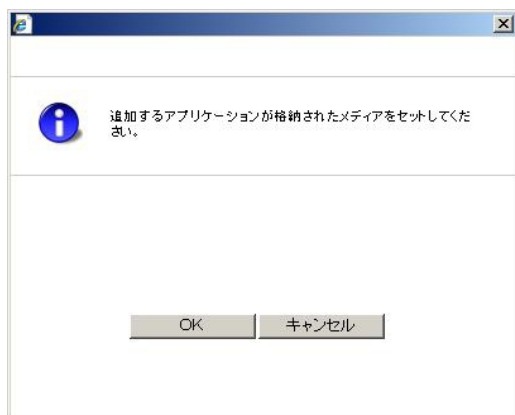 追加するアプリケーションが格納されたメディアをセットしてくだ
さい。
OK
キャンセル